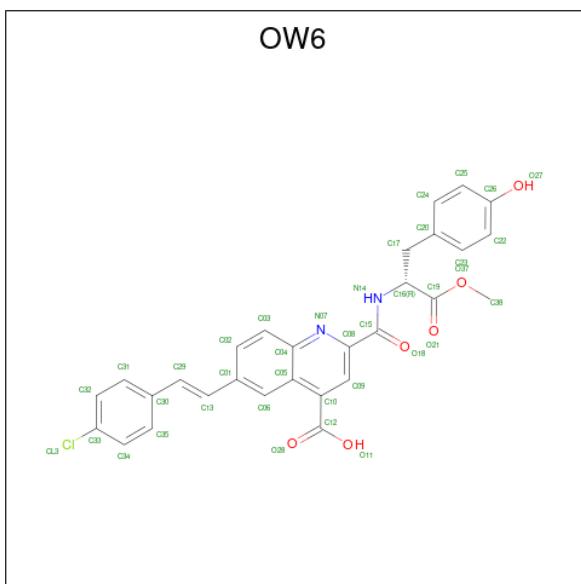 OW6
C25
O27
C24
C26
OH
C20
C22
C17
C23
O37
N14
C19
O
HN
C16(R)
C38
C03
N07
C15
O
C02
N
C08
O21
C04
O
O18
C31
C29
C01
C05
C09
C32
C30
C13
C06
C10
C33
C35
C12
Cl
O
OH
CL3
C34
O28
O11